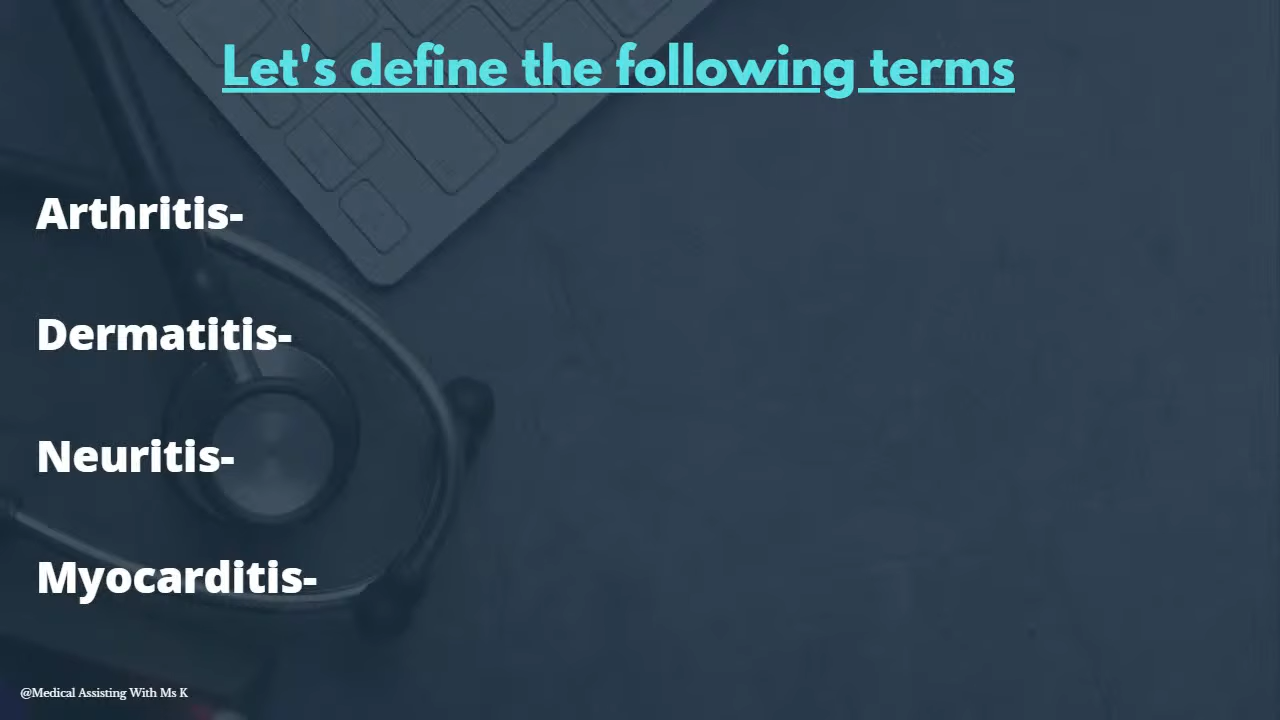 Let's define the following terms
Arthritis-
Dermatitis-
Neuritis-
Myocarditis-
@Medical Assisting With Ms K